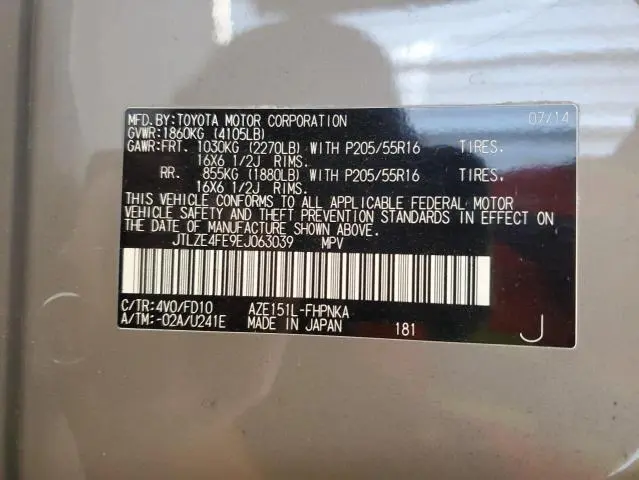 MFD.BY:TOYOTA MOTOR CORPORATION 07/14
GVWR:1860KG (4105LB)
GAWR:FRT. 1030KG (2270LB) WITH P205/55R16 TIRES.
16X6 1/2J RIMS.
RR. 855KG (1880LB) WITH P205/55R16 TIRES.
16X6 1/2J RIMS.
THIS VEHICLE CONFORMS TO ALL APPLICABLE FEDERAL MOTOR
VEHICLE SAFETY AND THEFT PREVENTION STANDARDS IN EFFECT ON
THE DATE OF MANUFACTURE SHOWN ABOVE.
JTLZE4FE9EJ063039 MPV
C/TR:4V0/FD10 AZE151L-FHPNKA
A/TM:-02A/U241E MADE IN JAPAN 181 J